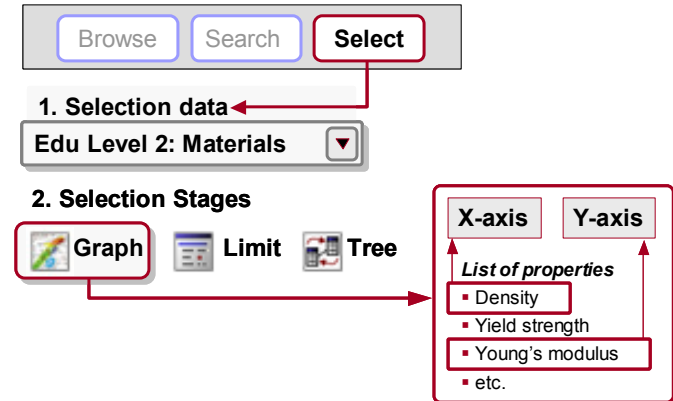 Browse Search Select
1. Selection data
Edu Level 2: Materials
2. Selection Stages
Graph Limit Tree
X-axis Y-axis
List of properties
▪ Density
▪ Yield strength
▪ Young's modulus
▪ etc.